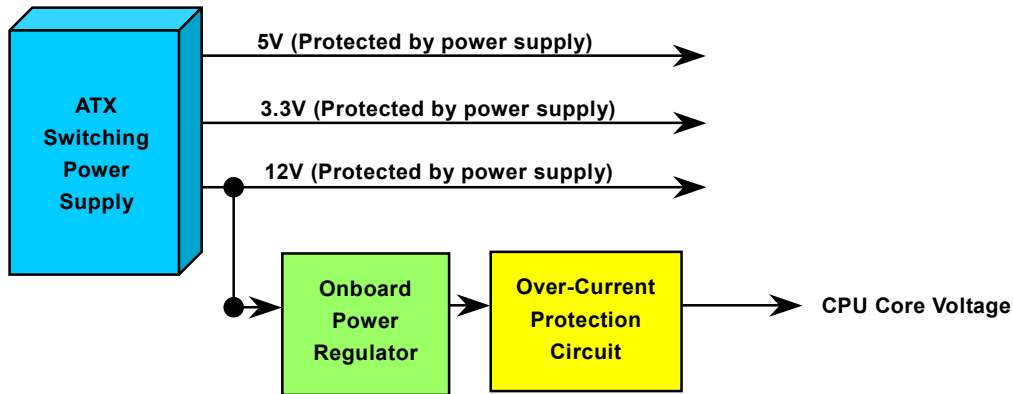 5V (Protected by power supply)
3.3V (Protected by power supply)
12V (Protected by power supply)
ATX
Switching
Power
Supply
Onboard
Power
Regulator
Over-Current
Protection
Circuit
CPU Core Voltage